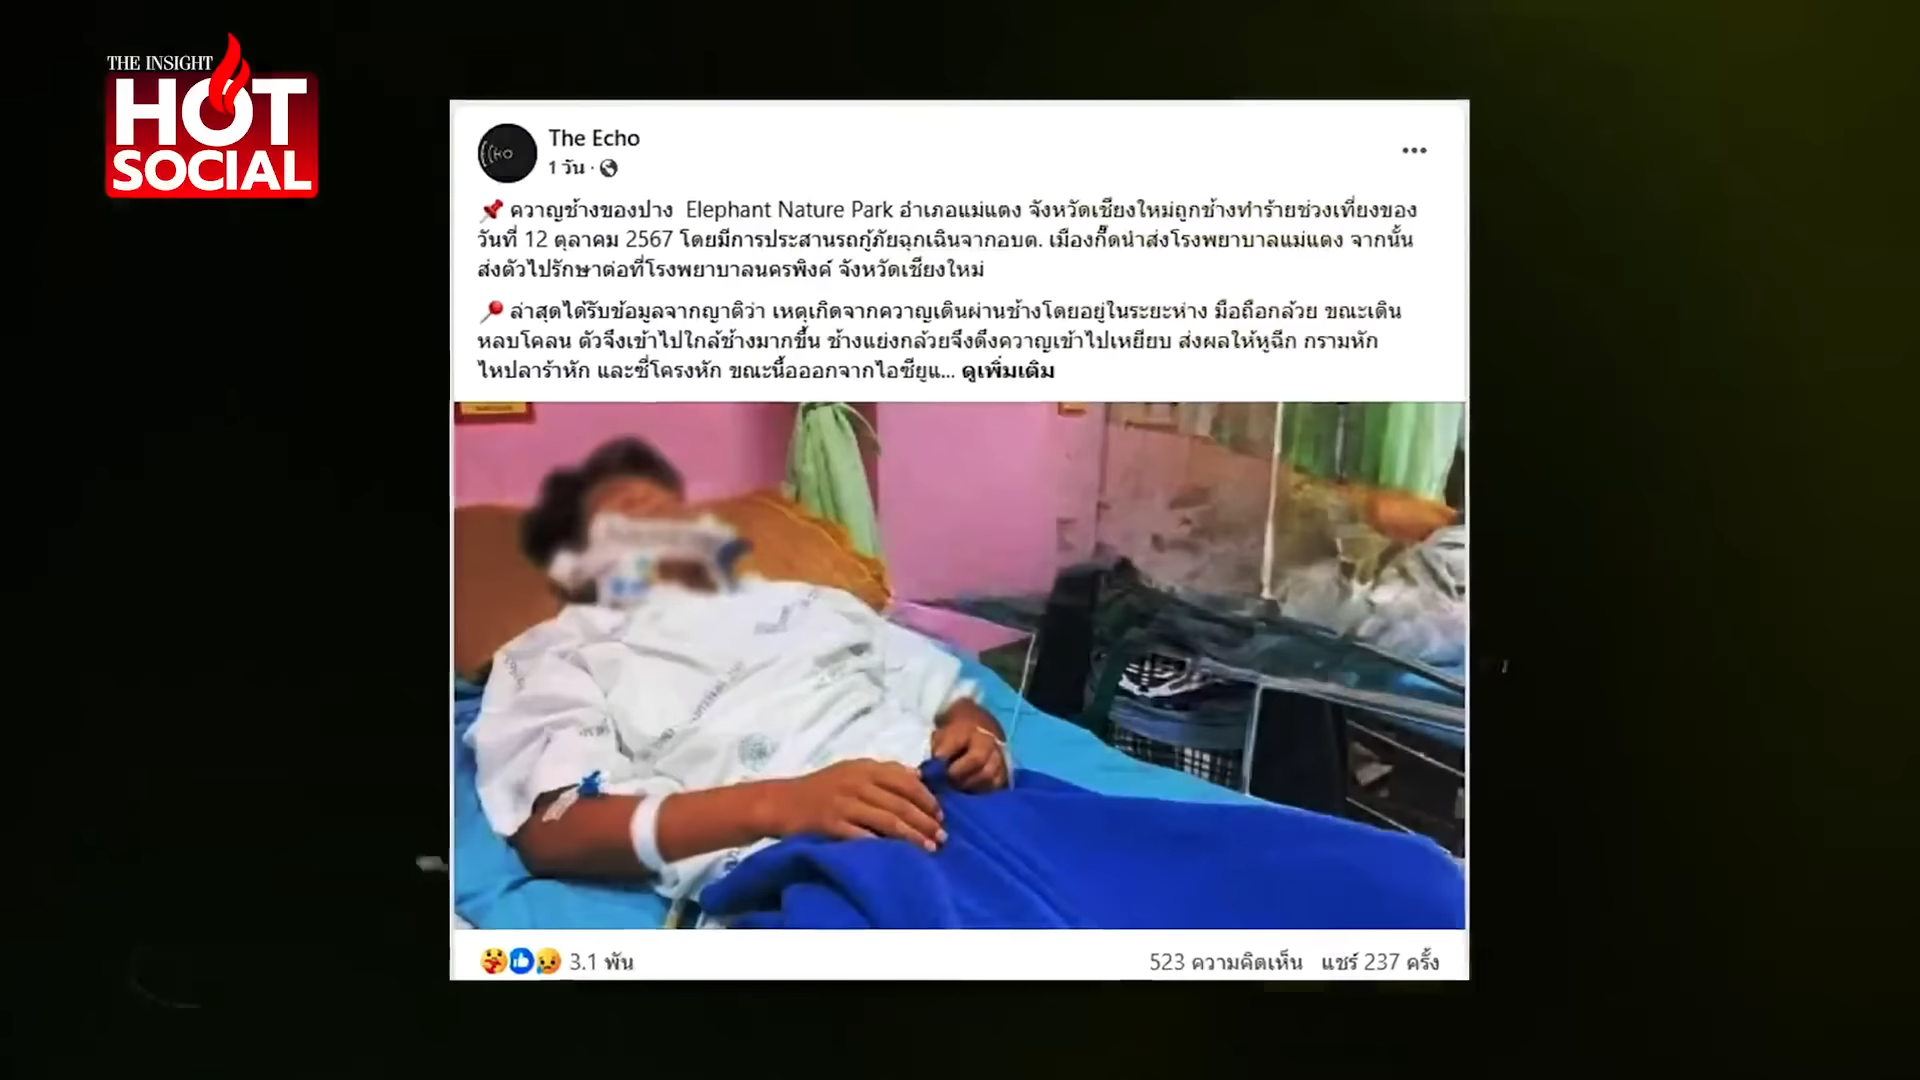 THE INSIGHT
HOT
SOCIAL
ECHO
The Echo
1 วัน ·
ควาญช้างของปาง Elephant Nature Park อำเภอแม่แตง จังหวัดเชียงใหม่ถูกช้างทำร้ายช่วงเที่ยงของ
วันที่ 12 ตุลาคม 2567 โดยมีการประสานรถกู้ภัยฉุกเฉินจากอบต. เมืองกื๊ดนำส่งโรงพยาบาลแม่แตง จากนั้น
ส่งตัวไปรักษาต่อที่โรงพยาบาลนครพิงค์ จังหวัดเชียงใหม่
ล่าสุดได้รับข้อมูลจากญาติว่า เหตุเกิดจากควาญเดินผ่านช้างโดยอยู่ในระยะห่าง มือถือกล้วย ขณะเดิน
หลบโคลน ตัวจึงเข้าไปใกล้ช้างมากขึ้น ช้างแย่งกล้วยจึงดึงควาญเข้าไปเหยียบ ส่งผลให้หูฉีก กรามหัก
ไหปลาร้าหัก และซี่โครงหัก ขณะนี้ออกจากไอซียูแ... ดูเพิ่มเติม
3.1 พัน
523 ความคิดเห็น แชร์ 237 ครั้ง